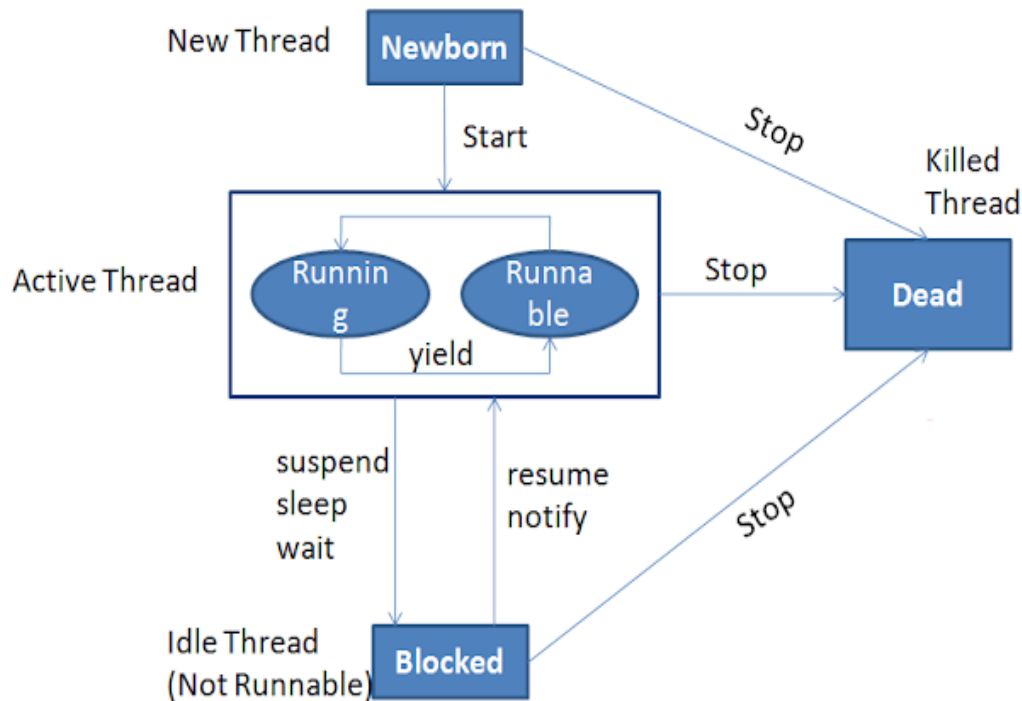 New Thread
Newborn
Start
Stop
Killed
Thread
Active Thread
Runnin
g
Runna
ble
yield
Stop
Dead
suspend
sleep
wait
resume
notify
Stop
Idle Thread
(Not Runnable)
Blocked